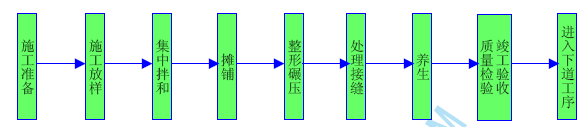 施工准备
施工放样
集中拌和
摊铺
整形碾压
处理接缝
养生
竣工验收
质量检验
进入下道工序